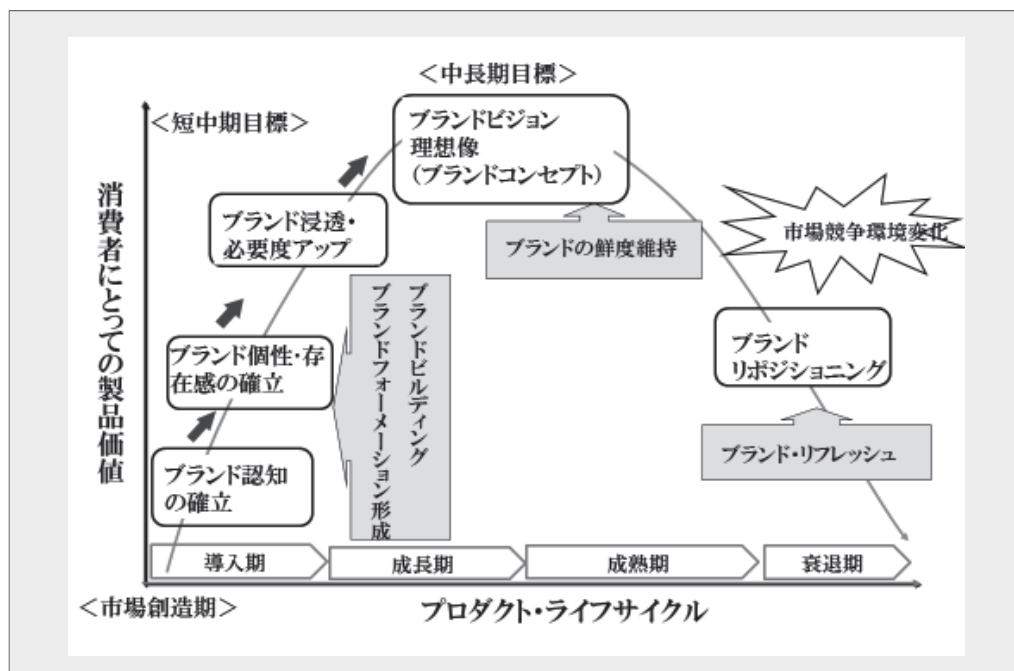 <中長期目標>
<短中期目標>
ブランドビジョン
理想像
(ブランドコンセプト)
消費者にとっての製品価値
ブランド浸透・
必要度アップ
ブランドの鮮度維持
市場競争環境変化
ブランドビルディング
ブランドフォーメーション形成
ブランド個性・存
在感の確立
ブランド
リポジショニング
ブランド認知
の確立
ブランド・リフレッシュ
導入期
成長期
成熟期
衰退期
<市場創造期>
プロダクト・ライフサイクル